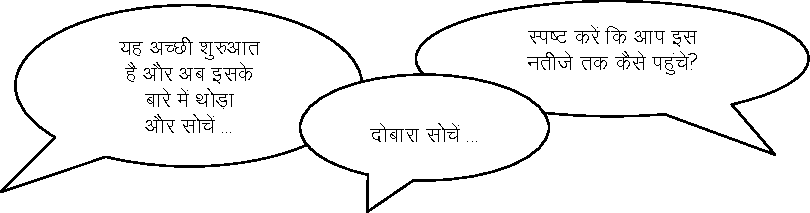 यह अच्छी शुरुआत
है और अब इसके
बारे में थोड़ा
और सोचें ...
दोबारा सोचें ...
स्पष्ट करें कि आप इस
नतीजे तक कैसे पहुंचे?